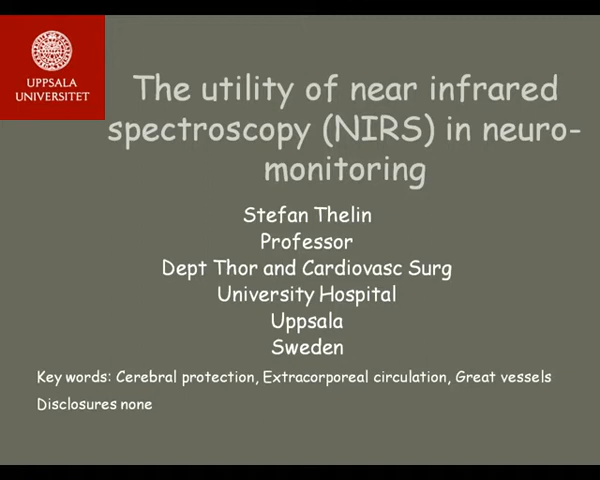 UPPSALA
UNIVERSITET
The utility of near infrared
spectroscopy (NIRS) in neuro-
monitoring
Stefan Thelin
Professor
Dept Thor and Cardiovasc Surg
University Hospital
Uppsala
Sweden
Key words: Cerebral protection, Extracorporeal circulation, Great vessels
Disclosures none